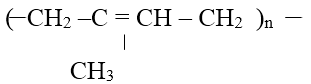 (–CH₂ –C = CH – CH₂ )ₙ –
|
CH3